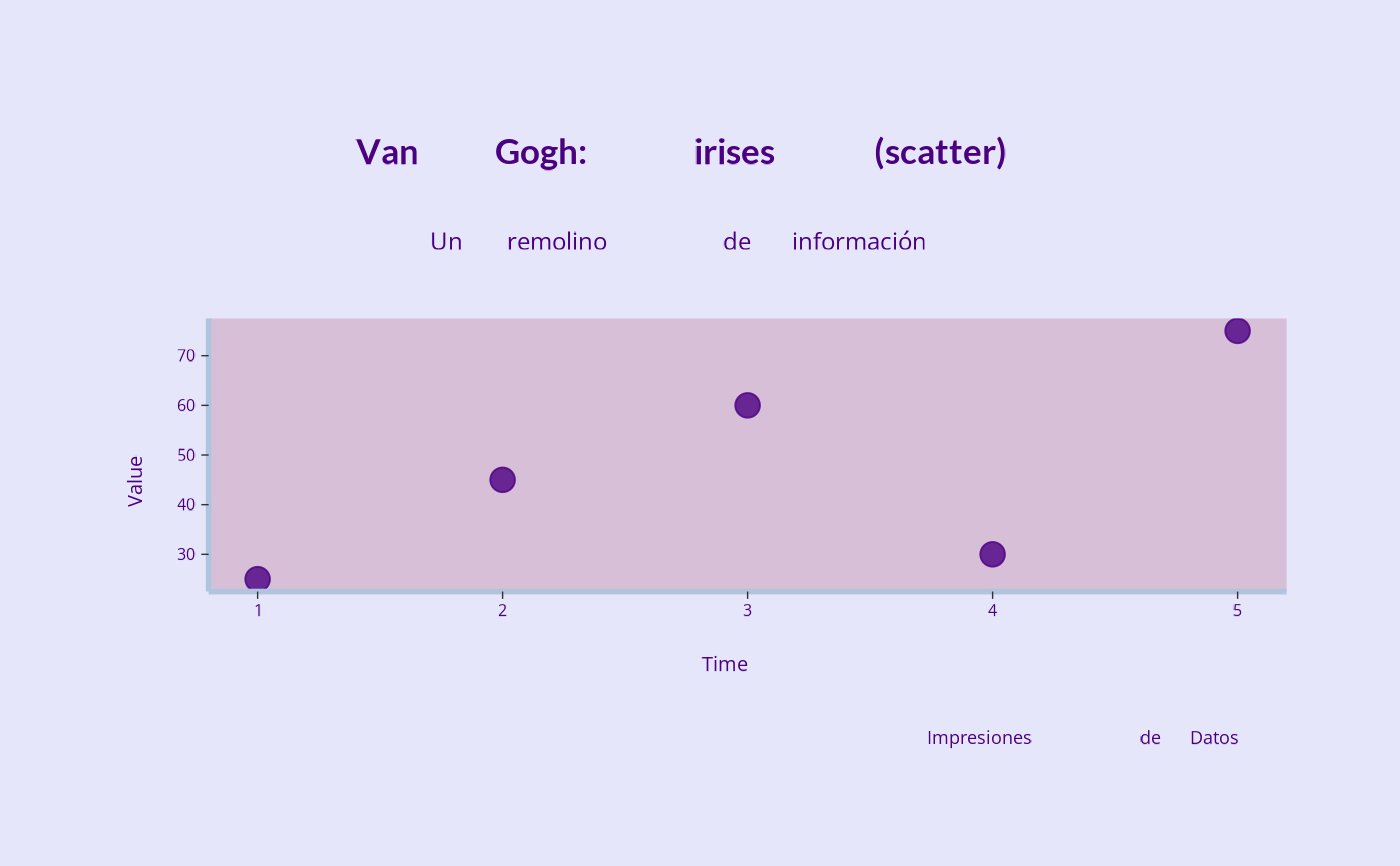 Van Gogh: irises (scatter)
Un remolino de información
70
60
50
40
30
Value
1 2 3 4 5
Time
Impresiones de Datos